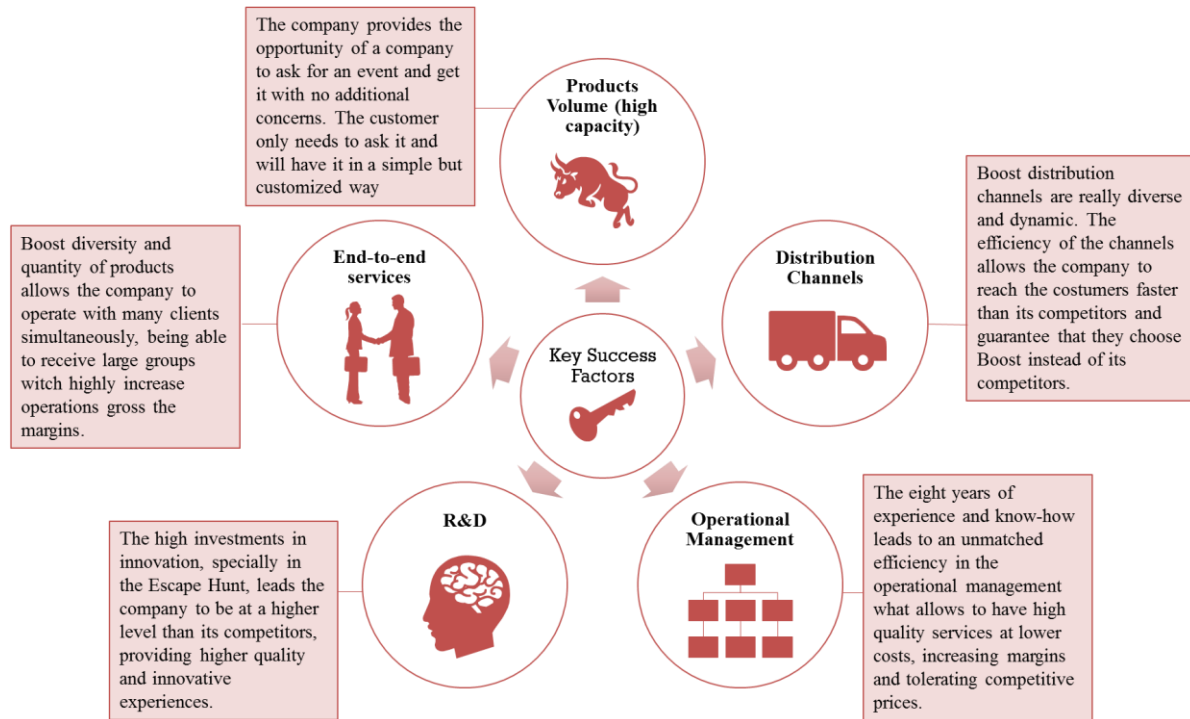 The company provides the
opportunity of a company
to ask for an event and get
it with no additional
concerns. The customer
only needs to ask it and
will have it in a simple but
customized way
Products
Volume (high
capacity)
Boost distribution
channels are really diverse
and dynamic. The
efficiency of the channels
allows the company to
reach the costumers faster
than its competitors and
guarantee that they choose
Boost instead of its
competitors.
Distribution
Channels
End-to-end
services
Boost diversity and
quantity of products
allows the company to
operate with many clients
simultaneously, being able
to receive large groups
witch highly increase
operations gross the
margins.
Key Success
Factors
R&D
The high investments in
innovation, specially in
the Escape Hunt, leads the
company to be at a higher
level than its competitors,
providing higher quality
and innovative
experiences.
Operational
Management
The eight years of
experience and know-how
leads to an unmatched
efficiency in the
operational management
what allows to have high
quality services at lower
costs, increasing margins
and tolerating competitive
prices.